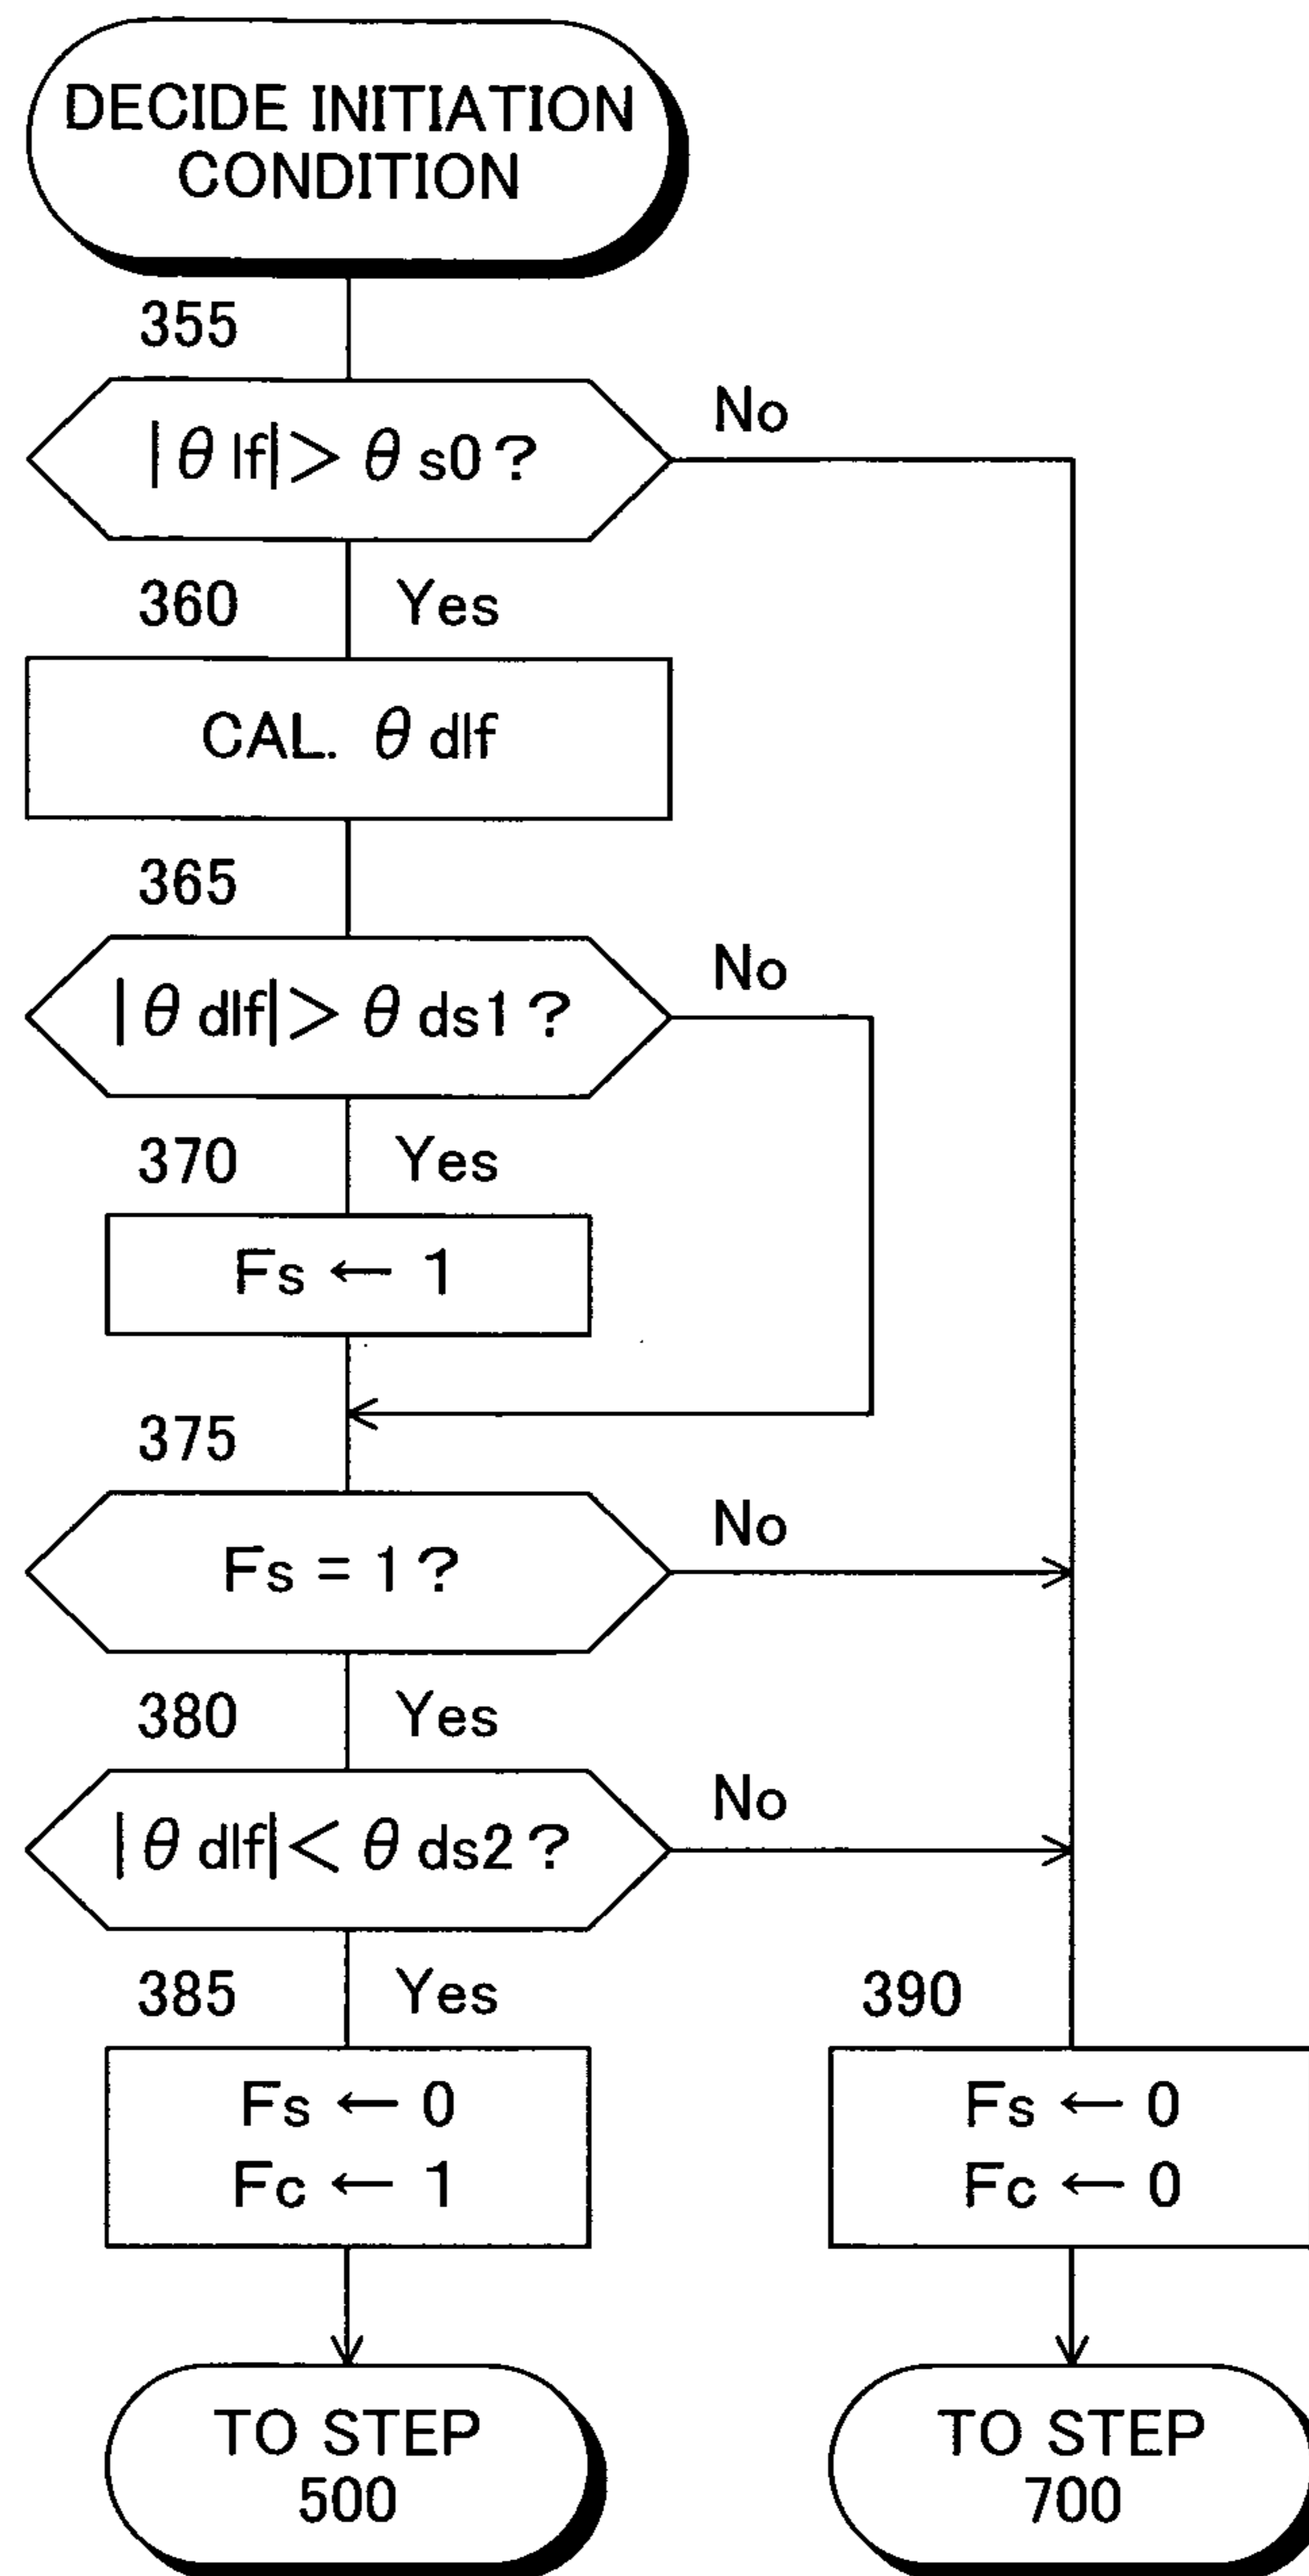 DECIDE INITIATION
CONDITION
355
|θ lf|> θ s0?
No
360
Yes
CAL. θ dlf
365
|θ dlf|> θ ds1?
No
370
Yes
Fs ← 1
375
Fs = 1?
No
380
Yes
|θ dlf|< θ ds2?
No
385
Yes
390
Fs ← 0
Fc ← 1
Fs ← 0
Fc ← 0
TO STEP
500
TO STEP
700